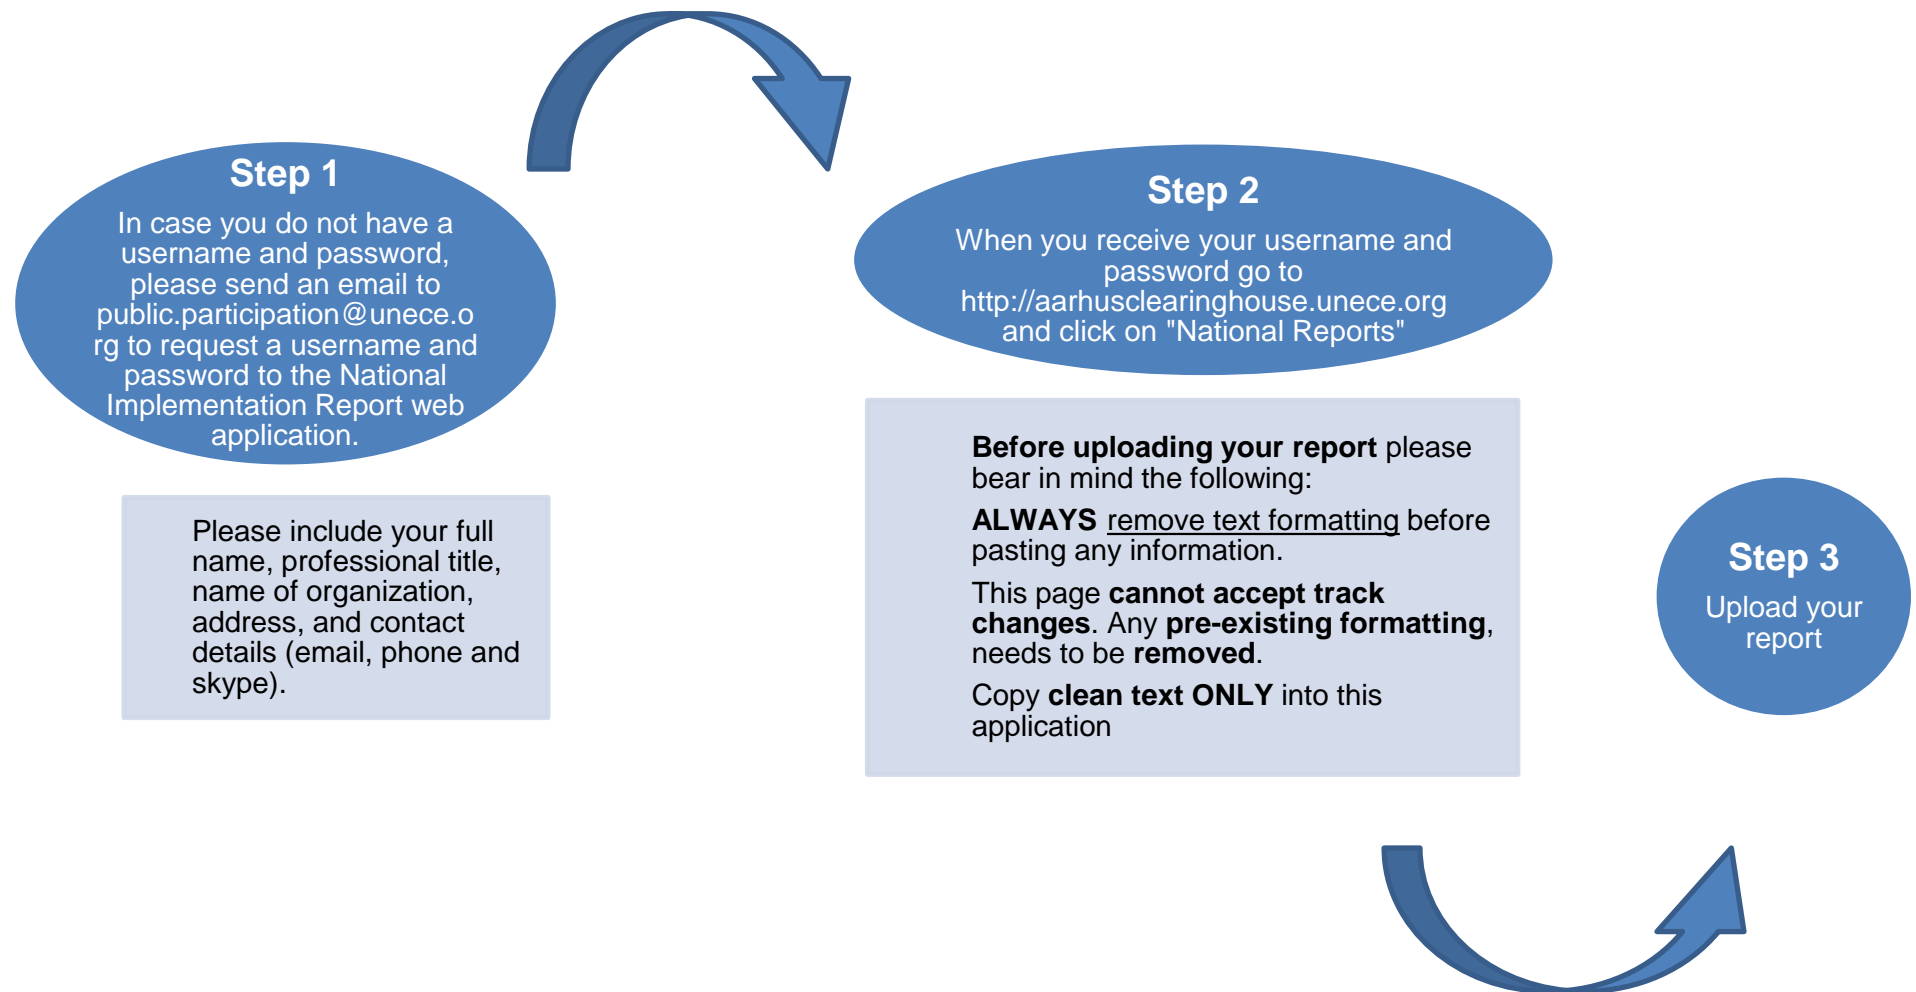 Step 1
In case you do not have a
username and password,
please send an email to
public.participation@unece.o
rg to request a username and
password to the National
Implementation Report web
application.
Please include your full
name, professional title,
name of organization,
address, and contact
details (email, phone and
skype).
Step 2
When you receive your username and
password go to
http://aarhusclearinghouse.unece.org
and click on "National Reports"
Before uploading your report please
bear in mind the following:
ALWAYS remove text formatting before
pasting any information.
This page cannot accept track
changes. Any pre-existing formatting,
needs to be removed.
Copy clean text ONLY into this
application
Step 3
Upload your
report